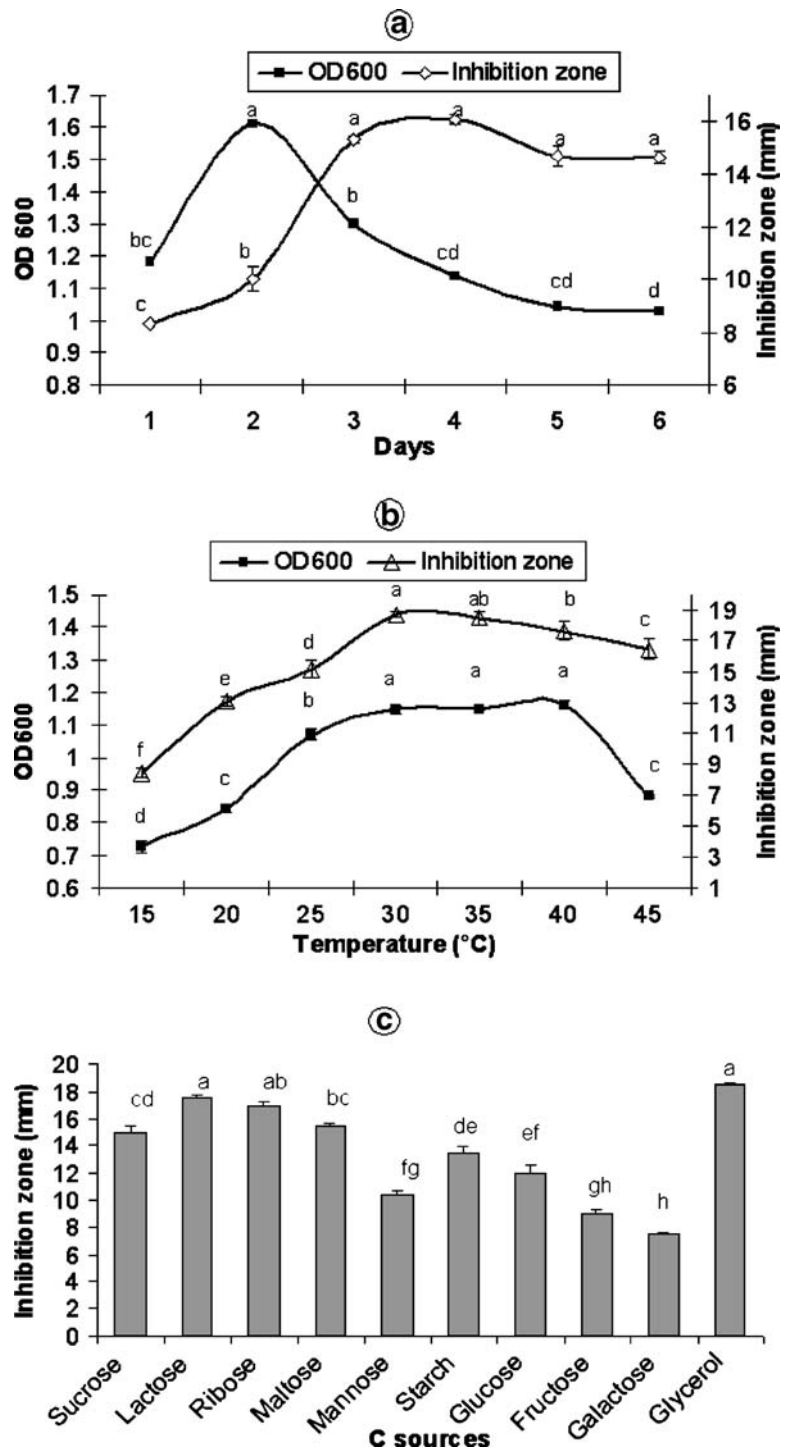 a
OD600 Inhibition zone
1.7
1.6
1.5
1.4
1.3
1.2
1.1
1
0.9
0.8
OD 600
16
14
12
10
8
6
Inhibition zone (mm)
bc a b cd cd d
c b a a a a
1 2 3 4 5 6
Days
b
OD600 Inhibition zone
1.5
1.4
1.3
1.2
1.1
1
0.9
0.8
0.7
0.6
OD600
19
17
15
13
11
9
7
5
3
1
Inhibition zone (mm)
f e d a ab b c
d c b a a a c
15 20 25 30 35 40 45
Temperature (°C)
c
20
18
16
14
12
10
8
6
4
2
0
Inhibition zone (mm)
cd a ab bc fg de ef gh h a
Sucrose Lactose Ribose Maltose Mannose Starch Glucose Fructose Galactose Glycerol
C sources